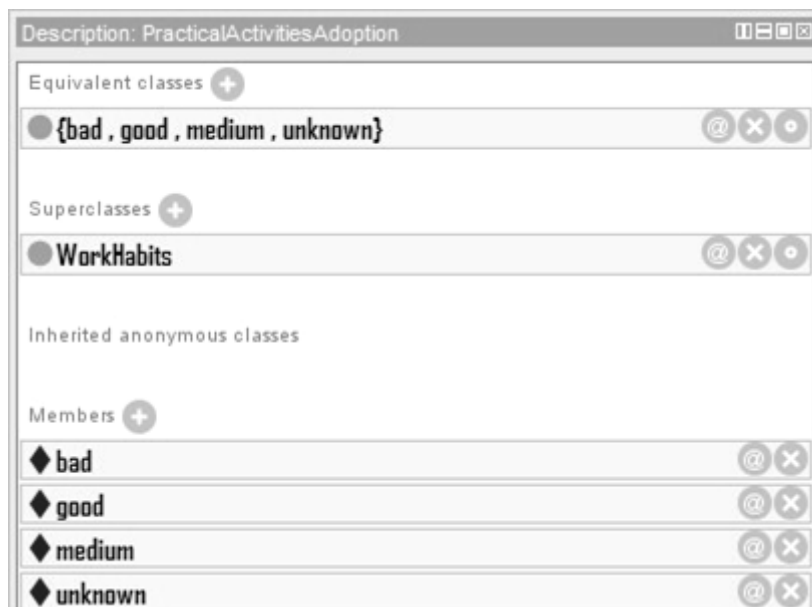 Description: PracticalActivitiesAdoption
Equivalent classes
{bad , good , medium , unknown}
Superclasses
WorkHabits
Inherited anonymous classes
Members
bad
good
medium
unknown